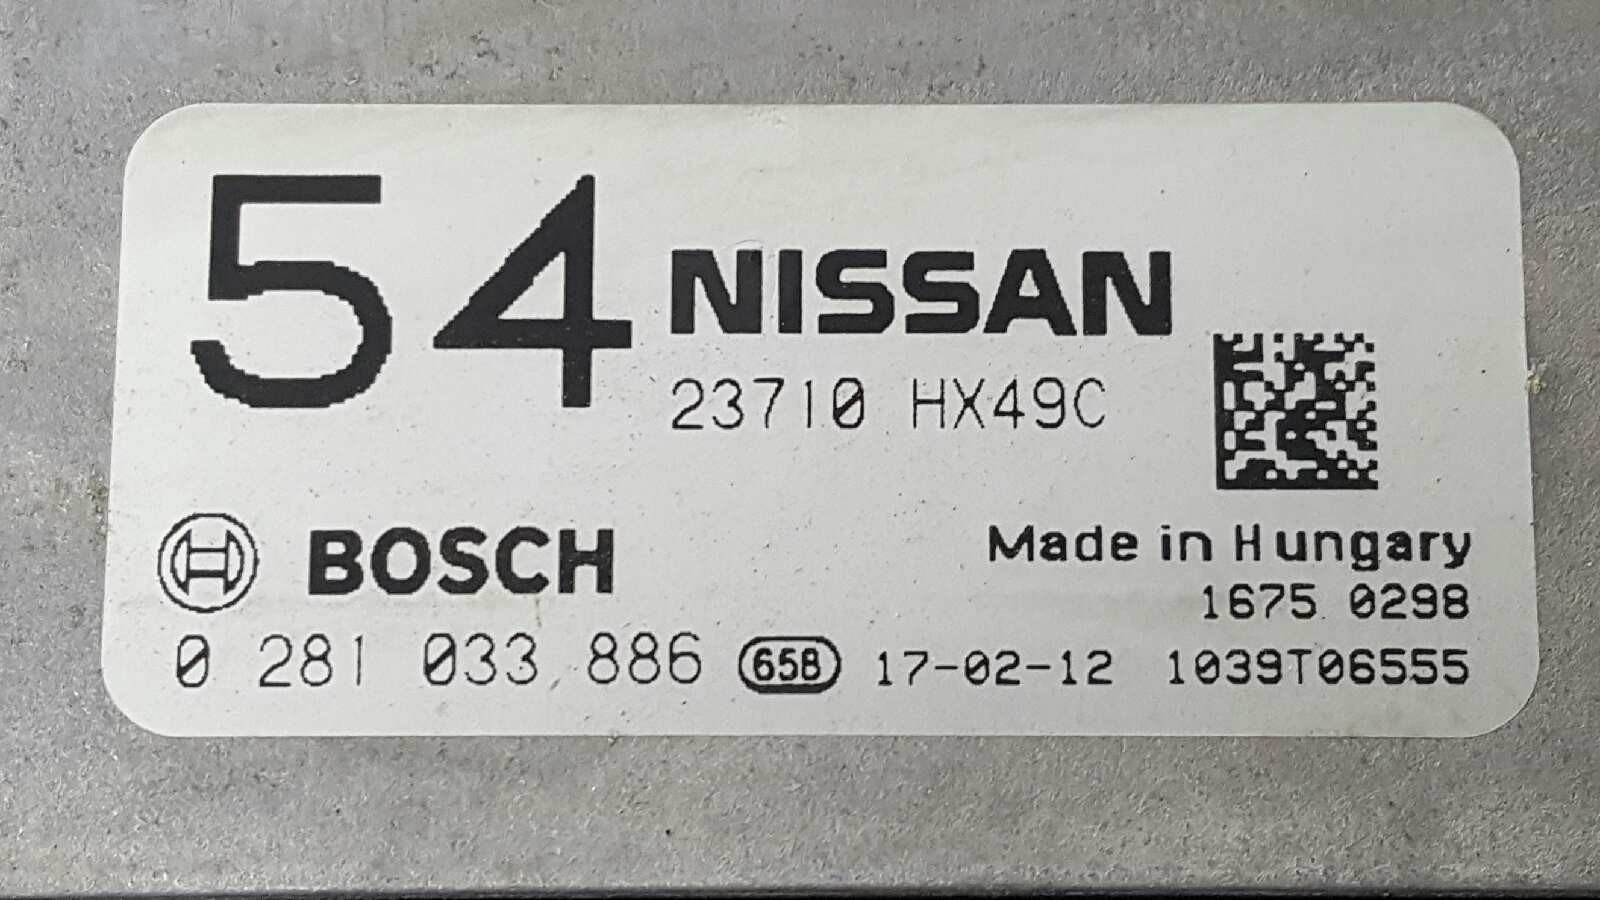 54 NISSAN
23710 HX49C
BOSCH
Made in Hungary
1675 0298
0 281 033 886 65B 17-02-12 1039T06555